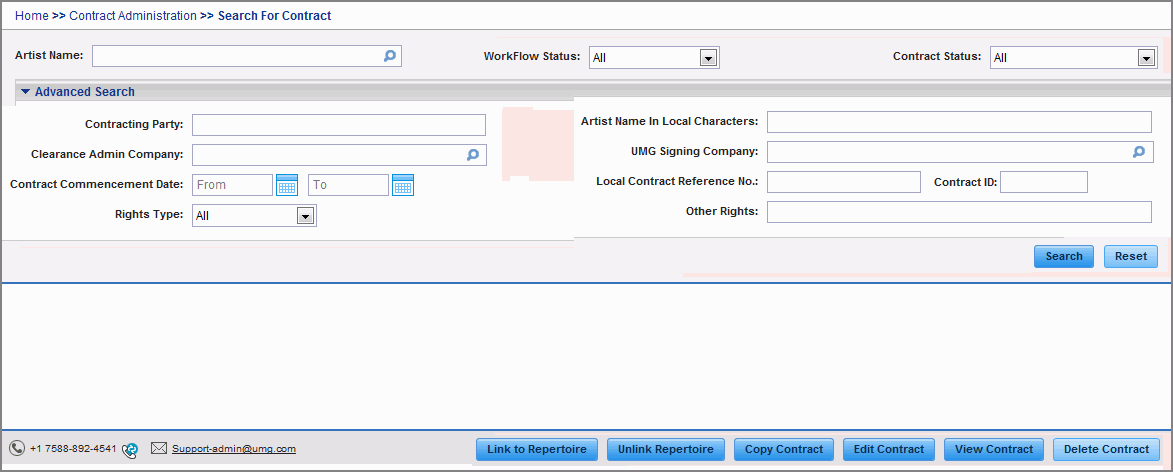 Home >> Contract Administration >> Search For Contract
Artist Name: WorkFlow Status: All Contract Status: All
Advanced Search
Contracting Party: Artist Name In Local Characters:
Clearance Admin Company: UMG Signing Company:
Contract Commencement Date: From To Local Contract Reference No.: Contract ID:
Rights Type: All Other Rights:
Search Reset
+1 7588-892-4541 Support-admin@umg.com Link to Repertoire Unlink Repertoire Copy Contract Edit Contract View Contract Delete Contract